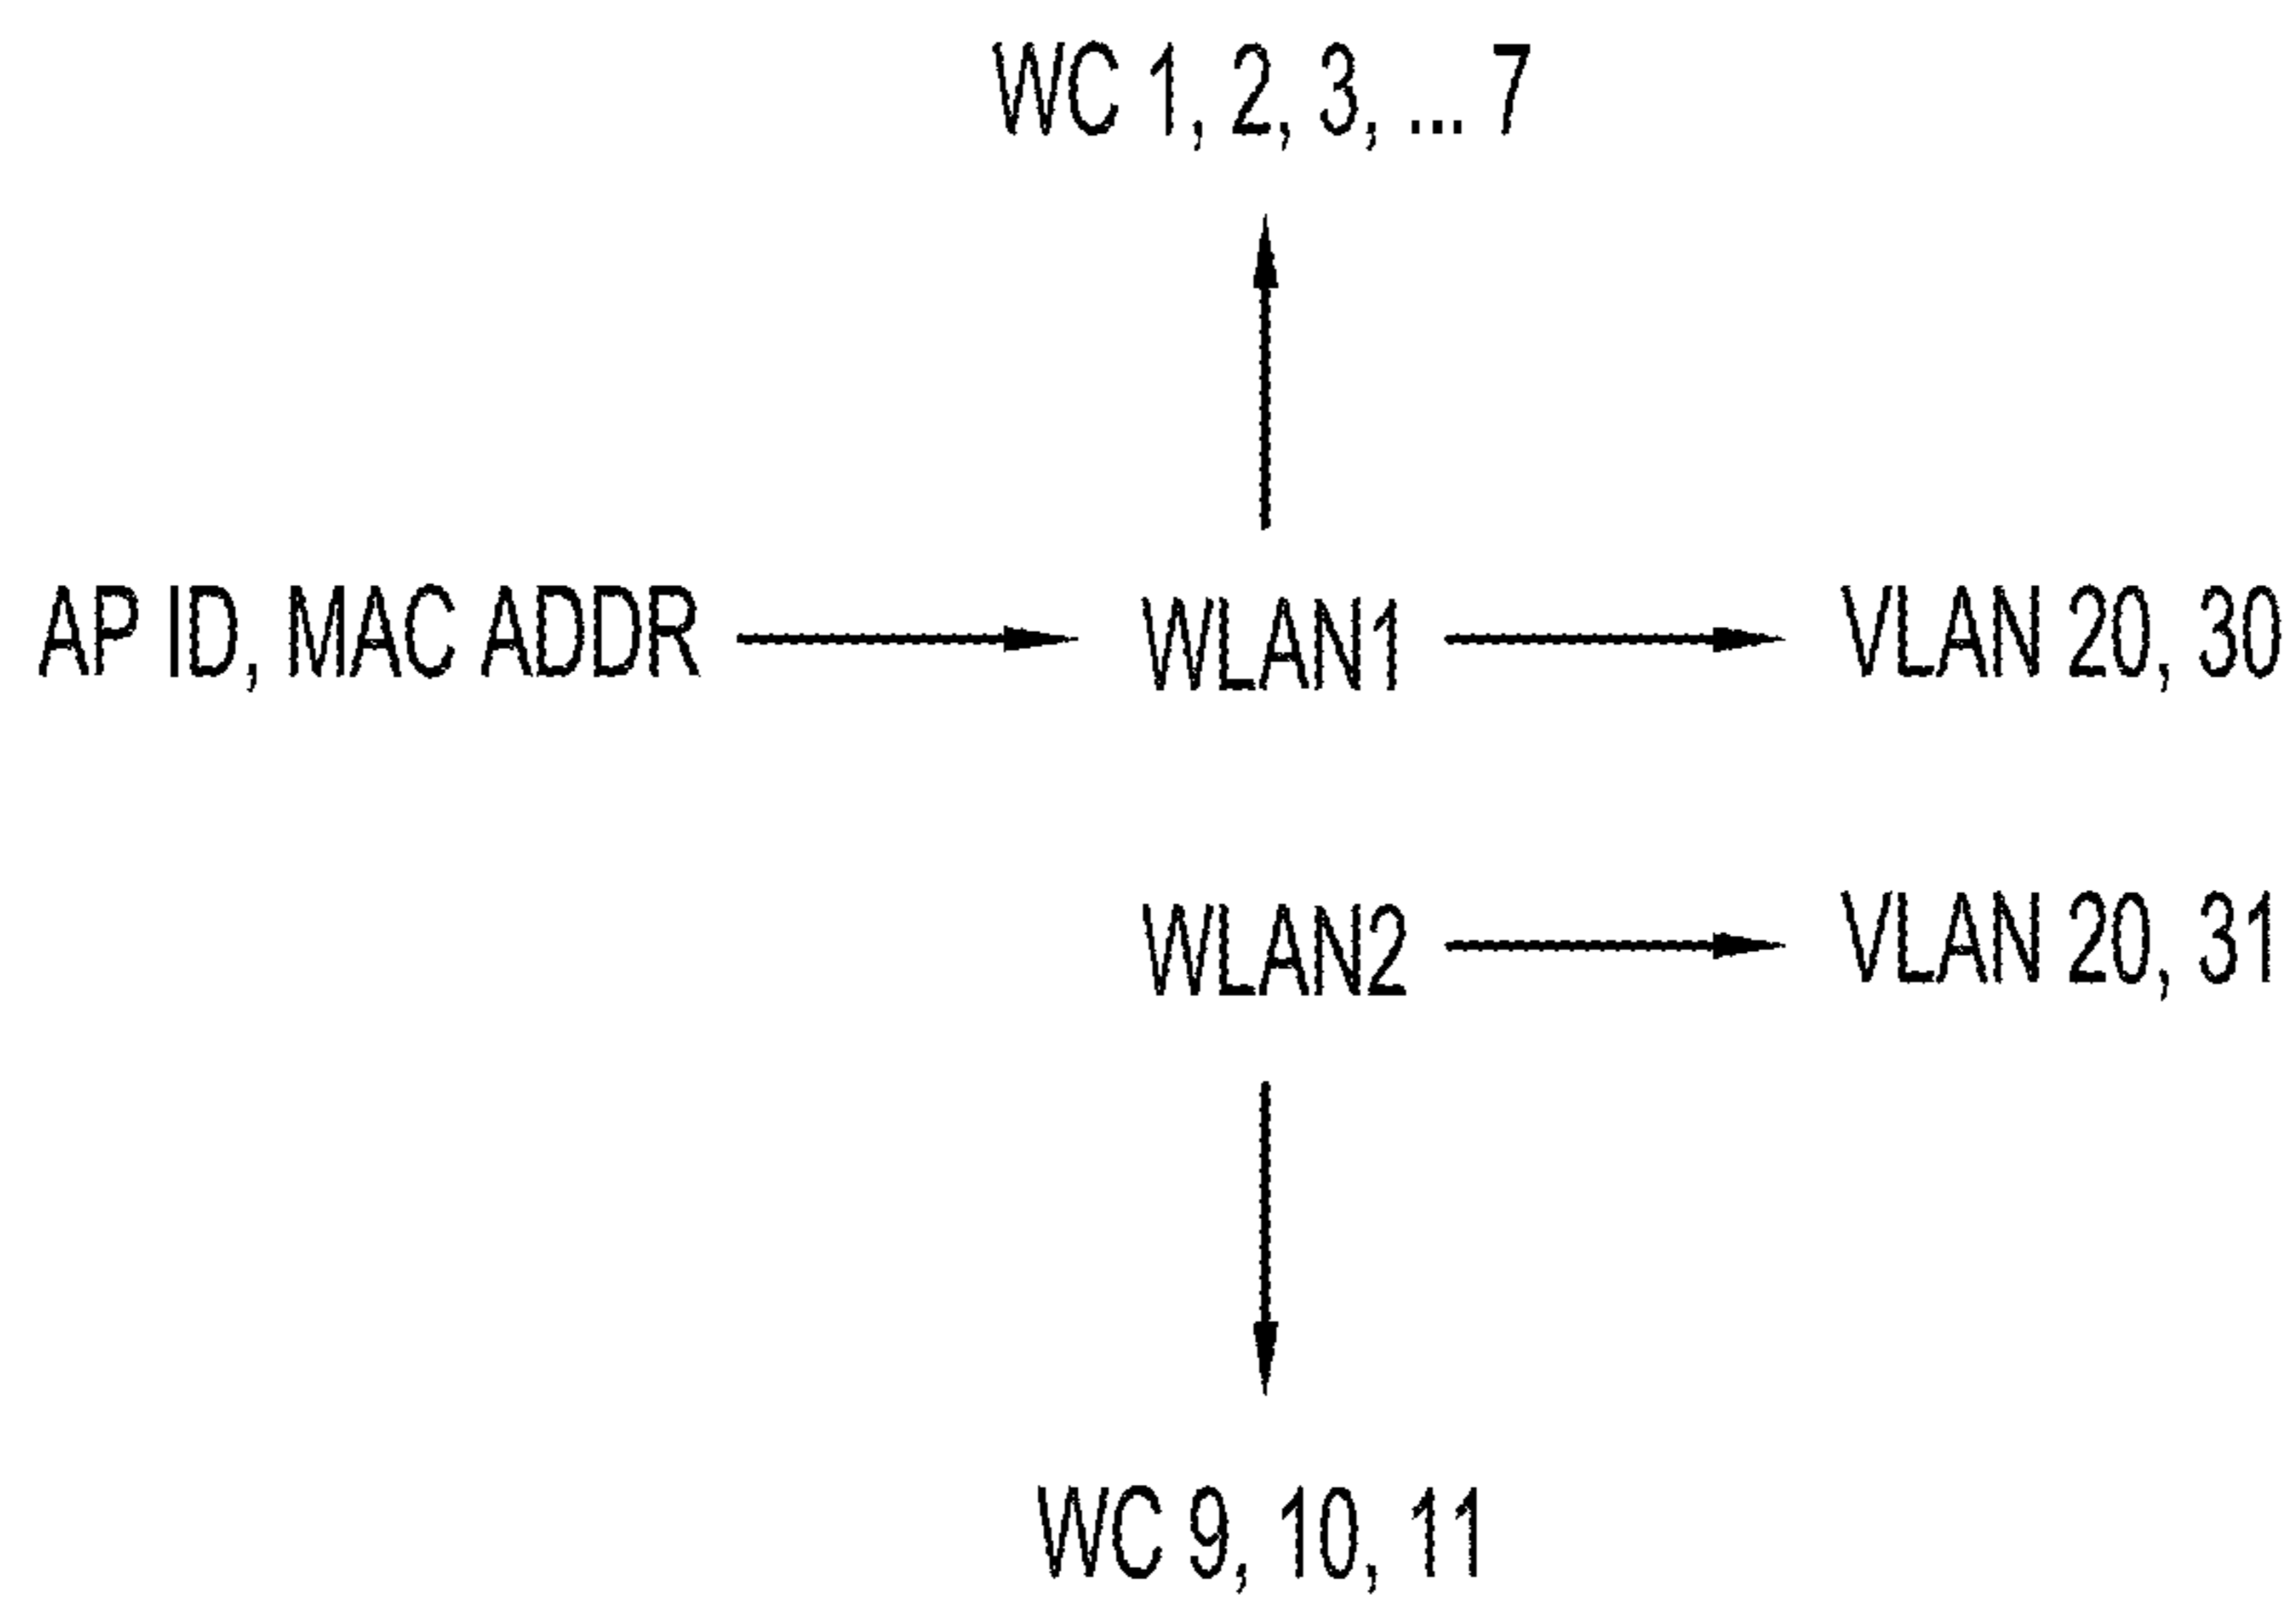 WC 1, 2, 3, ... 7
AP ID, MAC ADDR
WLAN1
VLAN 20, 30
WLAN2
VLAN 20, 31
WC 9, 10, 11